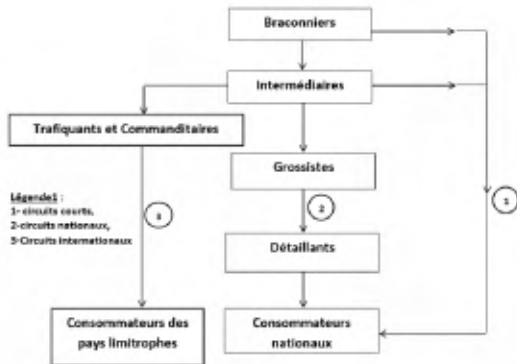 Braconniers
Intermédiaires
Trafiquants et Commanditaires
Grossistes
Légende1 :
1- circuits courts,
2-circuits nationaux,
3-Circuits internationaux
3
2
1
Détaillants
Consommateurs des
pays limitrophes
Consommateurs
nationaux